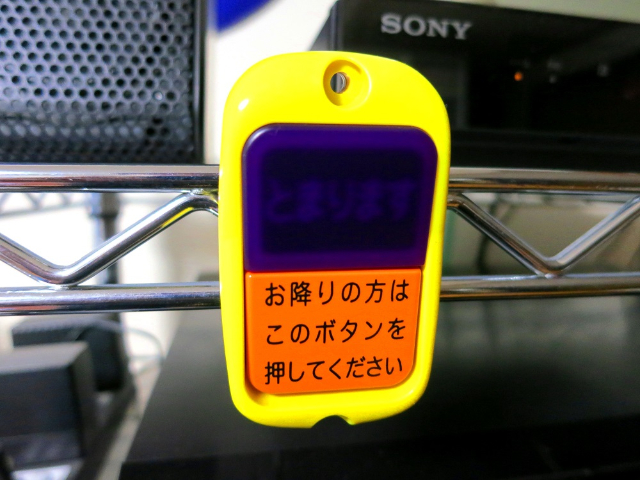 SONY
とまります
お降りの方は
このボタンを
押してください